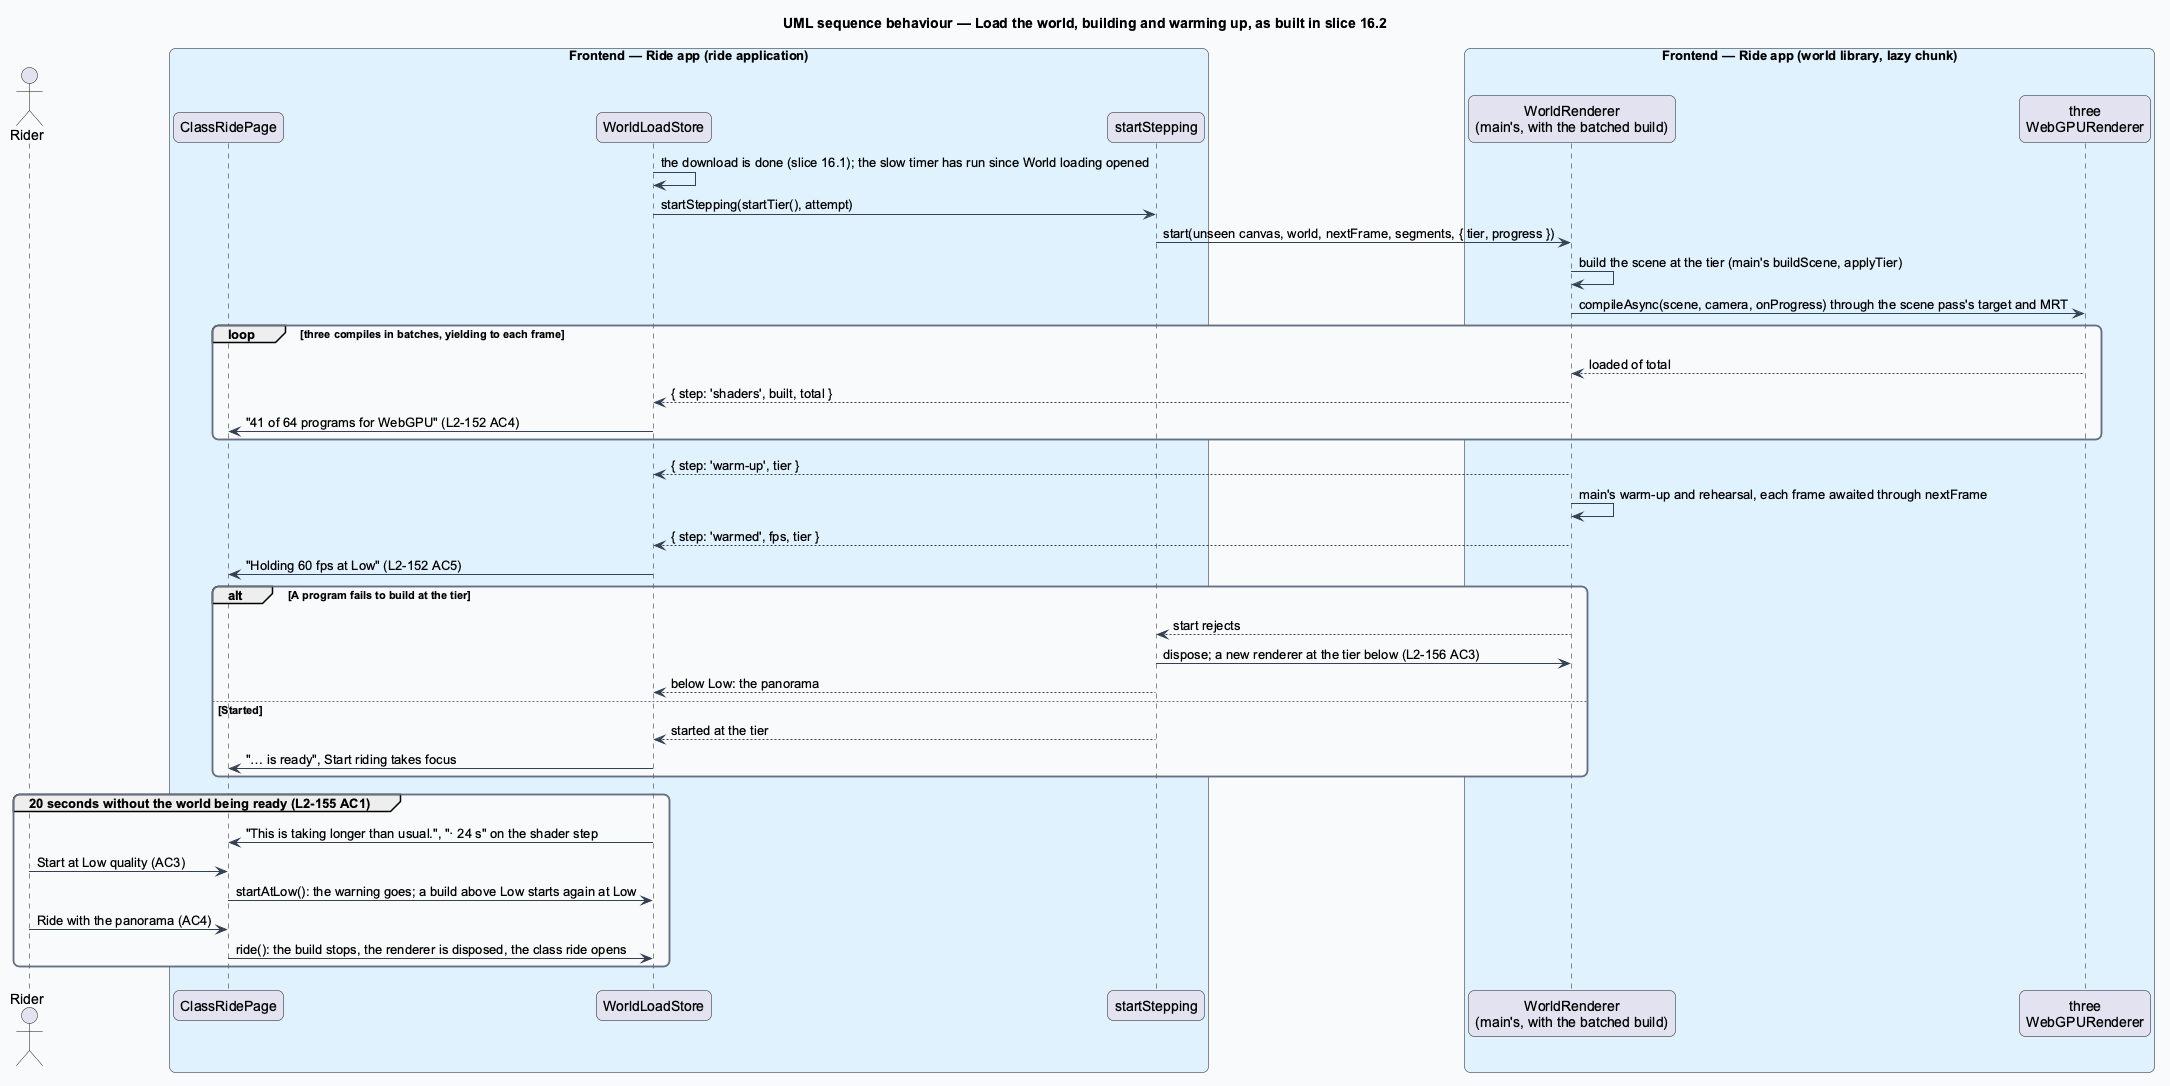 UML sequence behaviour — Load the world, building and warming up, as built in slice 16.2
Frontend — Ride app (ride application)
Frontend — Ride app (world library, lazy chunk)
Rider
ClassRidePage
WorldLoadStore
startStepping
WorldRenderer
(main's, with the batched build)
three
WebGPURenderer
the download is done (slice 16.1); the slow timer has run since World loading opened
startStepping(startTier(), attempt)
start(unseen canvas, world, nextFrame, segments, { tier, progress })
build the scene at the tier (main's buildScene, applyTier)
compileAsync(scene, camera, onProgress) through the scene pass's target and MRT
loop
[three compiles in batches, yielding to each frame]
loaded of total
{ step: 'shaders', built, total }
"41 of 64 programs for WebGPU" (L2-152 AC4)
{ step: 'warm-up', tier }
main's warm-up and rehearsal, each frame awaited through nextFrame
{ step: 'warmed', fps, tier }
"Holding 60 fps at Low" (L2-152 AC5)
alt
[A program fails to build at the tier]
start rejects
dispose; a new renderer at the tier below (L2-156 AC3)
below Low: the panorama
[Started]
started at the tier
"… is ready", Start riding takes focus
20 seconds without the world being ready (L2-155 AC1)
"This is taking longer than usual.", "· 24 s" on the shader step
Start at Low quality (AC3)
startAtLow(): the warning goes; a build above Low starts again at Low
Ride with the panorama (AC4)
ride(): the build stops, the renderer is disposed, the class ride opens
Rider
ClassRidePage
WorldLoadStore
startStepping
WorldRenderer
(main's, with the batched build)
three
WebGPURenderer